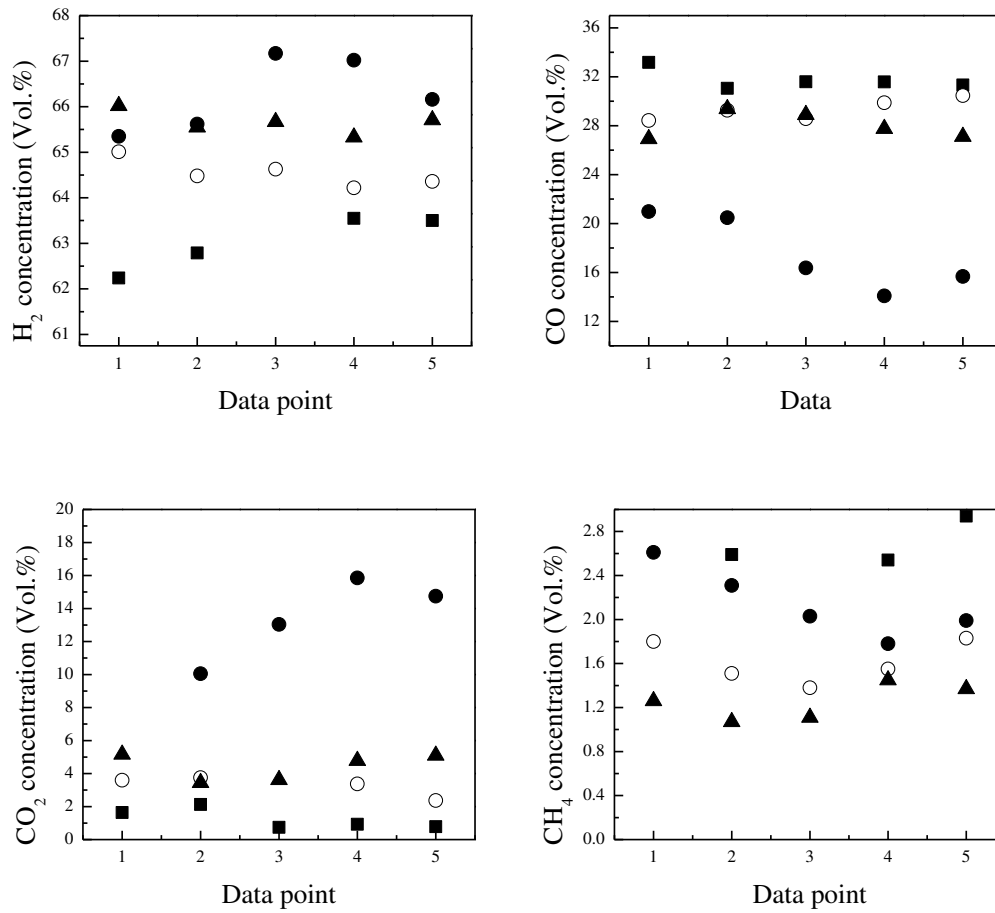 H2 concentration (Vol.%)
68
67
66
65
64
63
62
61
1 2 3 4 5
Data point
CO concentration (Vol.%)
36
32
28
24
20
16
12
1 2 3 4 5
Data
CO2 concentration (Vol.%)
20
18
16
14
12
10
8
6
4
2
0
1 2 3 4 5
Data point
CH4 concentration (Vol.%)
2.8
2.4
2.0
1.6
1.2
0.8
0.4
0.0
1 2 3 4 5
Data point